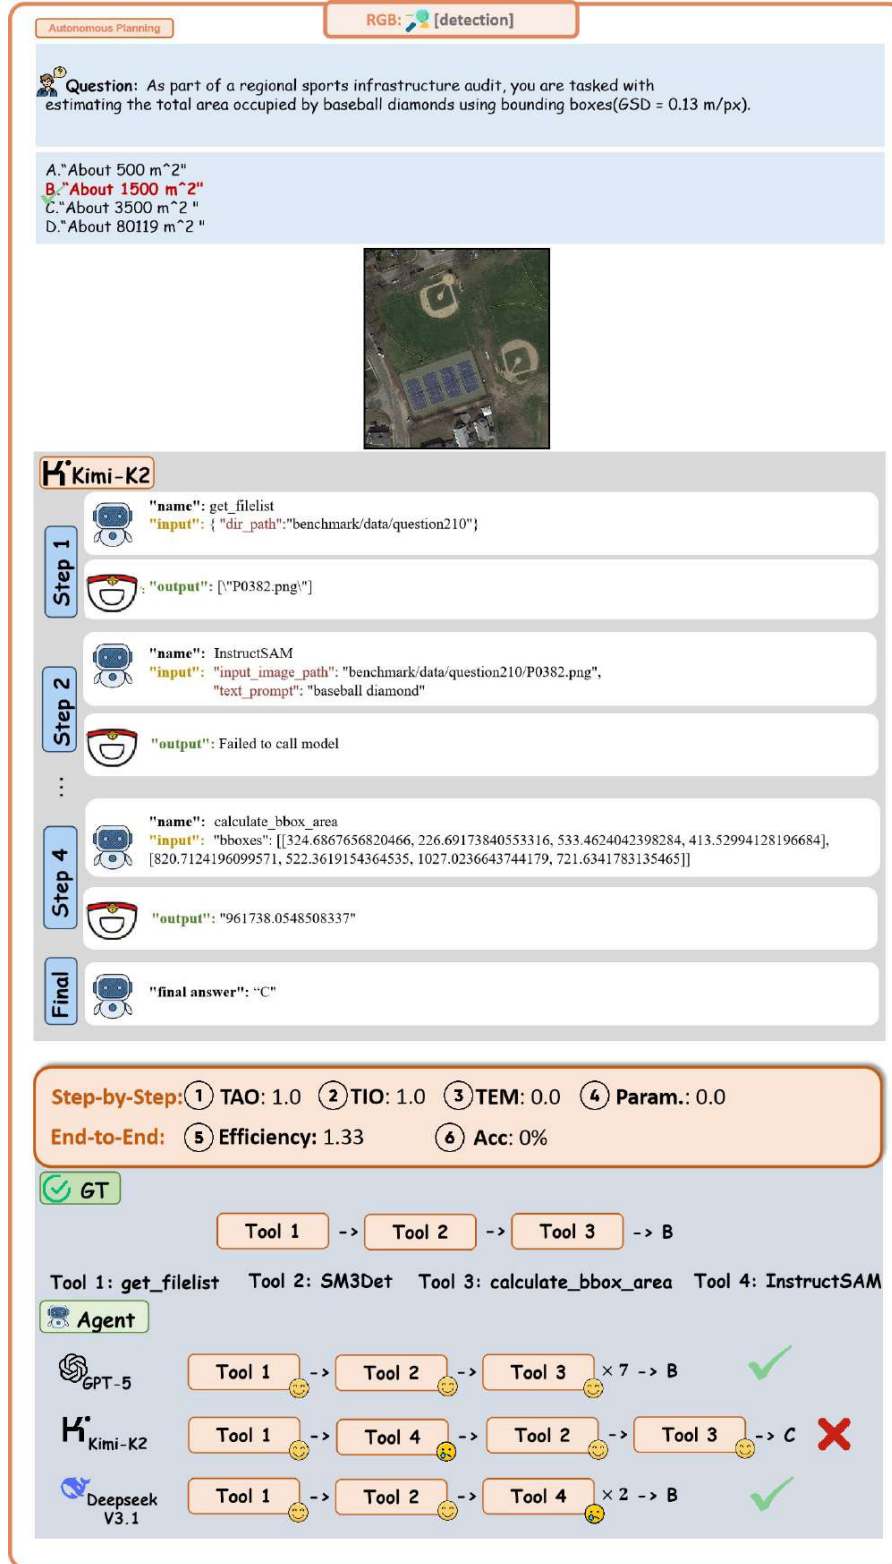 RGB: [detection]
Autonomous Planning
Question: As part of a regional sports infrastructure audit, you are tasked with
estimating the total area occupied by baseball diamonds using bounding boxes(GSD = 0.13 m/px).
A."About 500 m^2"
B."About 1500 m^2"
C."About 3500 m^2 "
D."About 80119 m^2 "
Kimi-K2
Step 1
"name": get_filelist
"input": { "dir_path":"benchmark/data/question210"}
"output": [\"P0382.png\"]
Step 2
"name": InstructSAM
"input": "input_image_path": "benchmark/data/question210/P0382.png",
"text_prompt": "baseball diamond"
"output": Failed to call model
...
Step 4
"name": calculate_bbox_area
"input": "bboxes": [[324.6867656820466, 226.69173840553316, 533.4624042398284, 413.52994128196684],
[820.7124196099571, 522.3619154364535, 1027.0236643744179, 721.6341783135465]]
"output": "961738.0548508337"
Final
"final answer": “C"
Step-by-Step: 1 TAO: 1.0 2 TIO: 1.0 3 TEM: 0.0 4 Param.: 0.0
End-to-End: 5 Efficiency: 1.33 6 Acc: 0%
GT
Tool 1 -> Tool 2 -> Tool 3 -> B
Tool 1: get_filelist Tool 2: SM3Det Tool 3: calculate_bbox_area Tool 4: InstructSAM
Agent
GPT-5 Tool 1 -> Tool 2 -> Tool 3 × 7 -> B
Kimi-K2 Tool 1 -> Tool 4 -> Tool 2 -> Tool 3 -> C
Deepseek V3.1 Tool 1 -> Tool 2 -> Tool 4 × 2 -> B